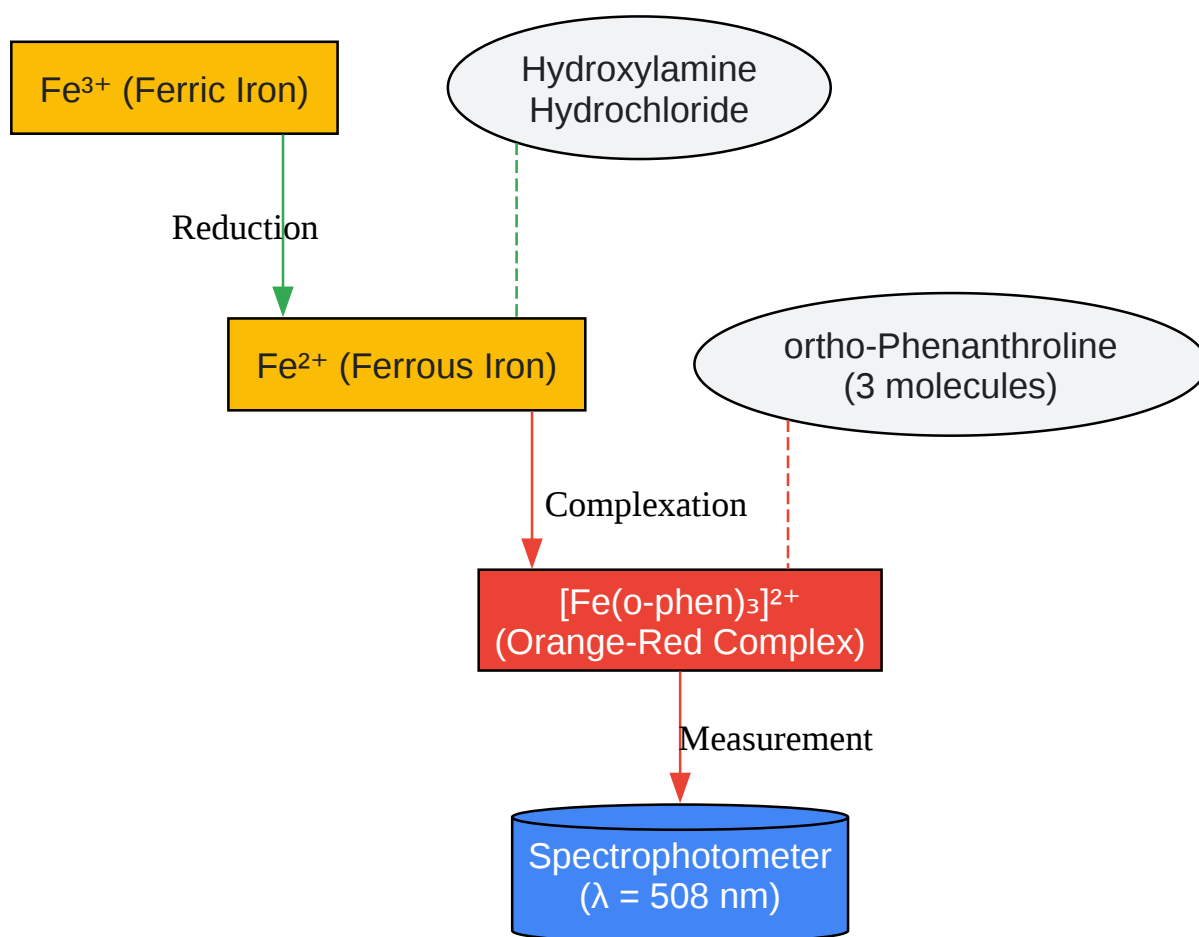 Fe³⁺ (Ferric Iron)
Hydroxylamine
Hydrochloride
Reduction
Fe²⁺ (Ferrous Iron)
ortho-Phenanthroline
(3 molecules)
Complexation
[Fe(o-phen)₃]²⁺
(Orange-Red Complex)
Measurement
Spectrophotometer
(λ = 508 nm)